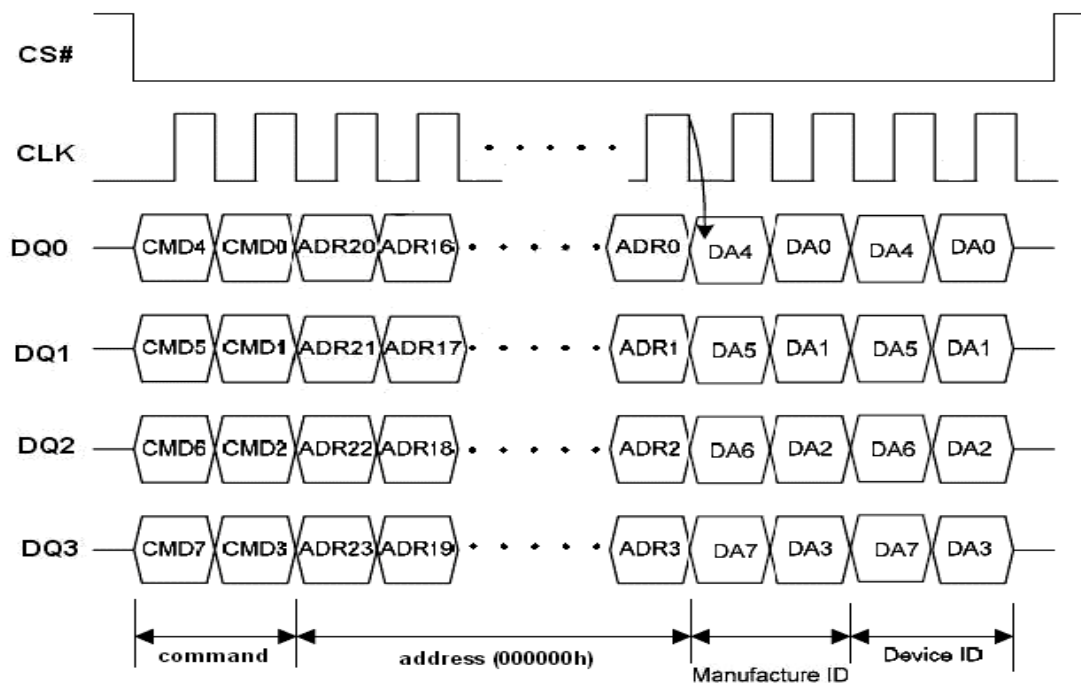 CS#
CLK
DQ0 CMD4 CMD0 ADR20 ADR16 ADR0 DA4 DA0 DA4 DA0
DQ1 CMD5 CMD1 ADR21 ADR17 ADR1 DA5 DA1 DA5 DA1
DQ2 CMD6 CMD2 ADR22 ADR18 ADR2 DA6 DA2 DA6 DA2
DQ3 CMD7 CMD3 ADR23 ADR19 ADR3 DA7 DA3 DA7 DA3
command address (000000h) Manufacture ID Device ID